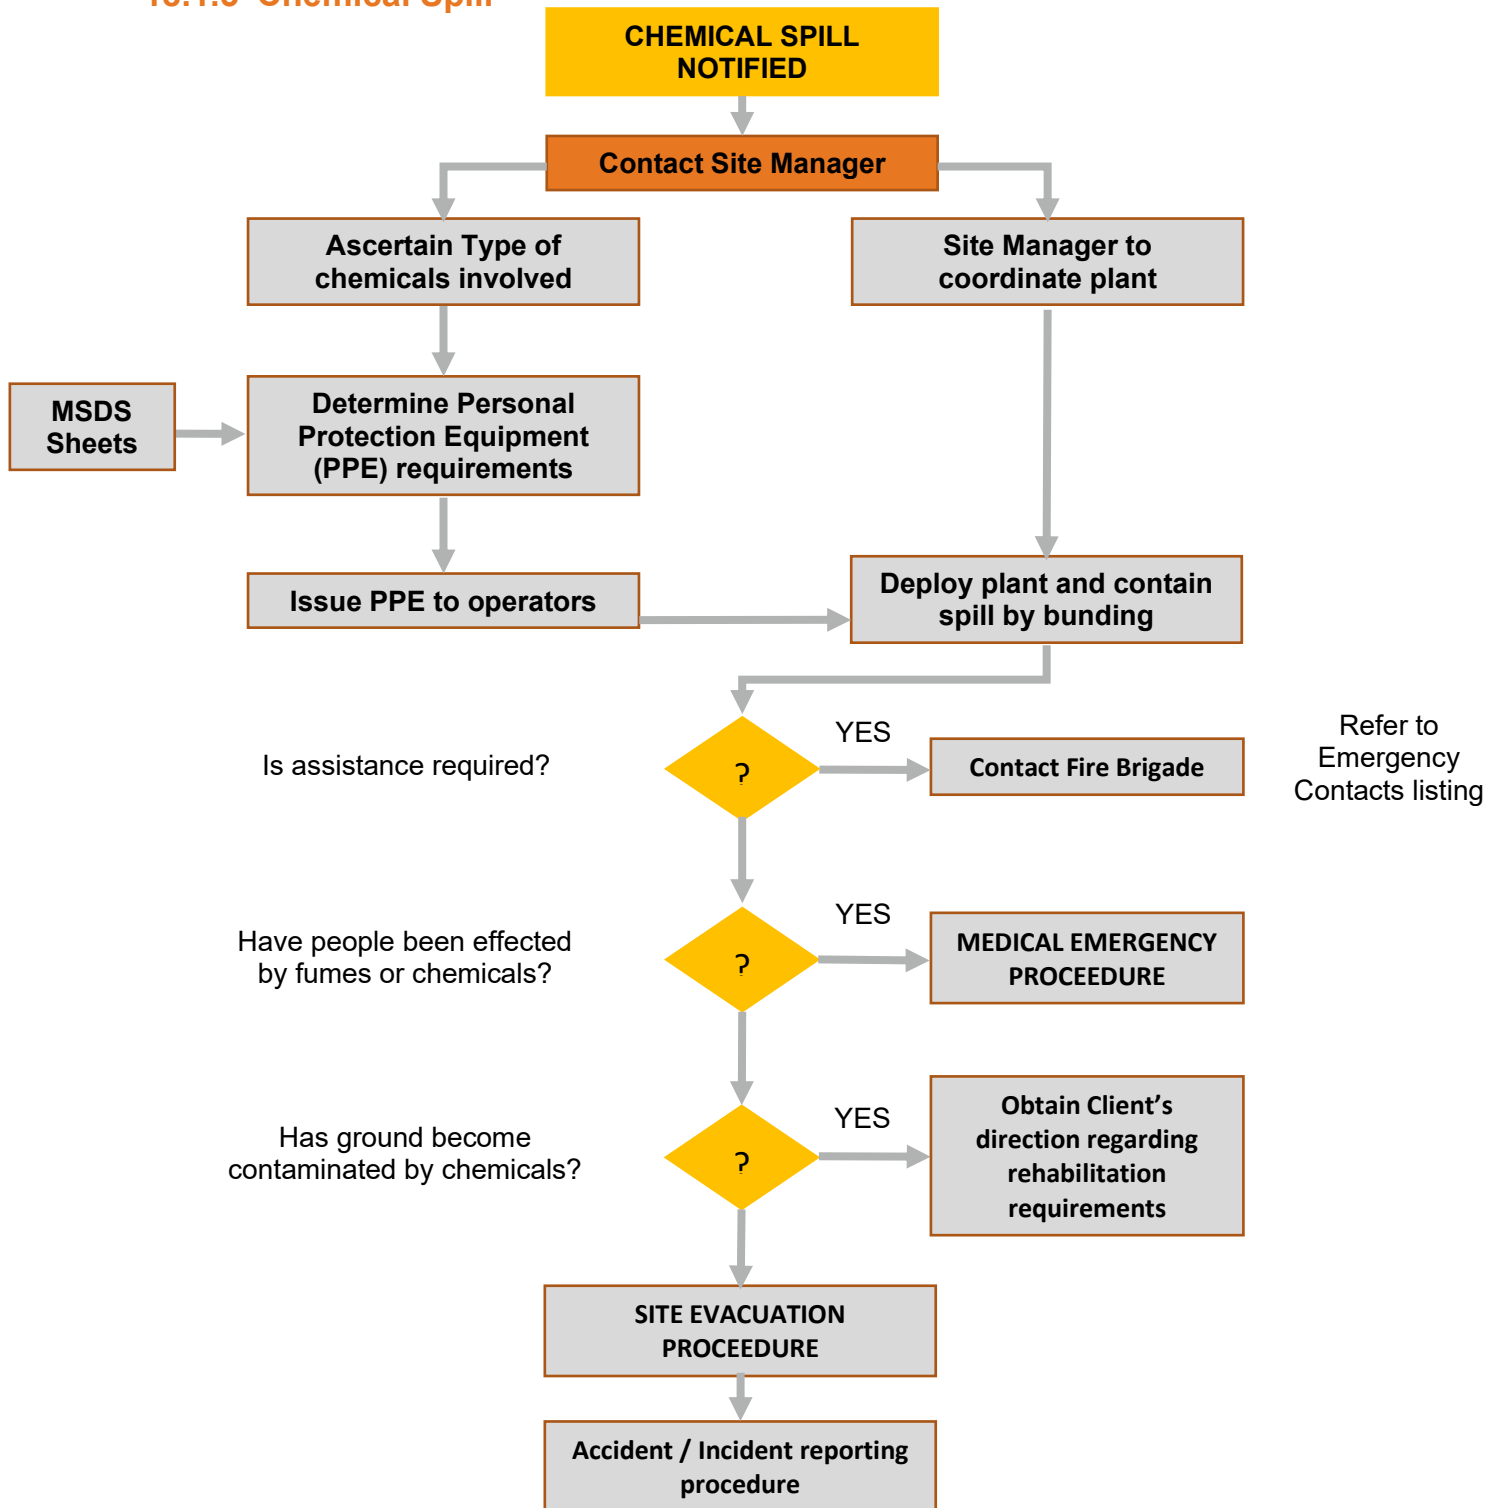 Chemical Spill
CHEMICAL SPILL
NOTIFIED
Contact Site Manager
Ascertain Type of
chemicals involved
Site Manager to
coordinate plant
MSDS
Sheets
Determine Personal
Protection Equipment
(PPE) requirements
Issue PPE to operators
Deploy plant and contain
spill by bunding
Is assistance required?
?
YES
Contact Fire Brigade
Refer to
Emergency
Contacts listing
Have people been effected
by fumes or chemicals?
?
YES
MEDICAL EMERGENCY
PROCEEDURE
Has ground become
contaminated by chemicals?
?
YES
Obtain Client’s
direction regarding
rehabilitation
requirements
SITE EVACUATION
PROCEEDURE
Accident / Incident reporting
procedure